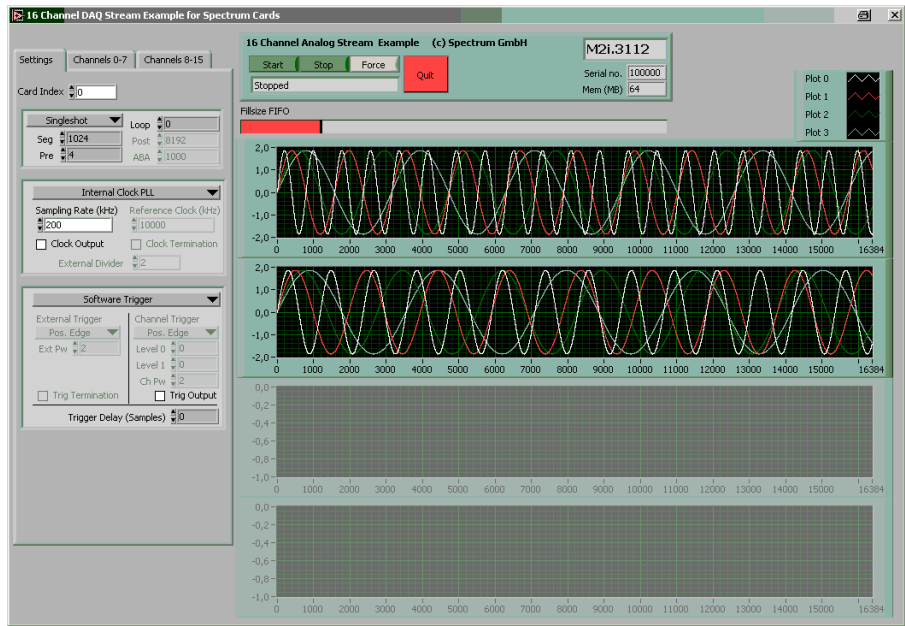 16 Channel DAQ Stream Example for Spectrum Cards
Settings
Channels 0-7
Channels 8-15
Card Index 0
Singleshot
Loop 0
Seg 1024
Post 8192
Pre 4
ABA 1000
Internal Clock PLL
Sampling Rate (kHz) Reference Clock (kHz)
200 10000
Clock Output Clock Termination
External Divider 2
Software Trigger
External Trigger Channel Trigger
Pos. Edge Pos. Edge
Ext Pw 2 Level 0 0
Level 1 0
Ch Pw 2
Trig Termination Trig Output
Trigger Delay (Samples) 0
16 Channel Analog Stream Example (c) Spectrum GmbH
M2i.3112
Start Stop Force Quit
Stopped
Serial no. 100000
Mem (MB) 64
Plot 0
Plot 1
Plot 2
Plot 3
Fillsize FIFO
2,0
1,0
0,0
-1,0
-2,0
0 1000 2000 3000 4000 5000 6000 7000 8000 9000 10000 11000 12000 13000 14000 15000 16384
2,0
1,0
0,0
-1,0
-2,0
0 1000 2000 3000 4000 5000 6000 7000 8000 9000 10000 11000 12000 13000 14000 15000 16384
0,0
-0,2
-0,4
-0,6
-0,8
-1,0
0 1000 2000 3000 4000 5000 6000 7000 8000 9000 10000 11000 12000 13000 14000 15000 16384
0,0
-0,2
-0,4
-0,6
-0,8
-1,0
0 1000 2000 3000 4000 5000 6000 7000 8000 9000 10000 11000 12000 13000 14000 15000 16384